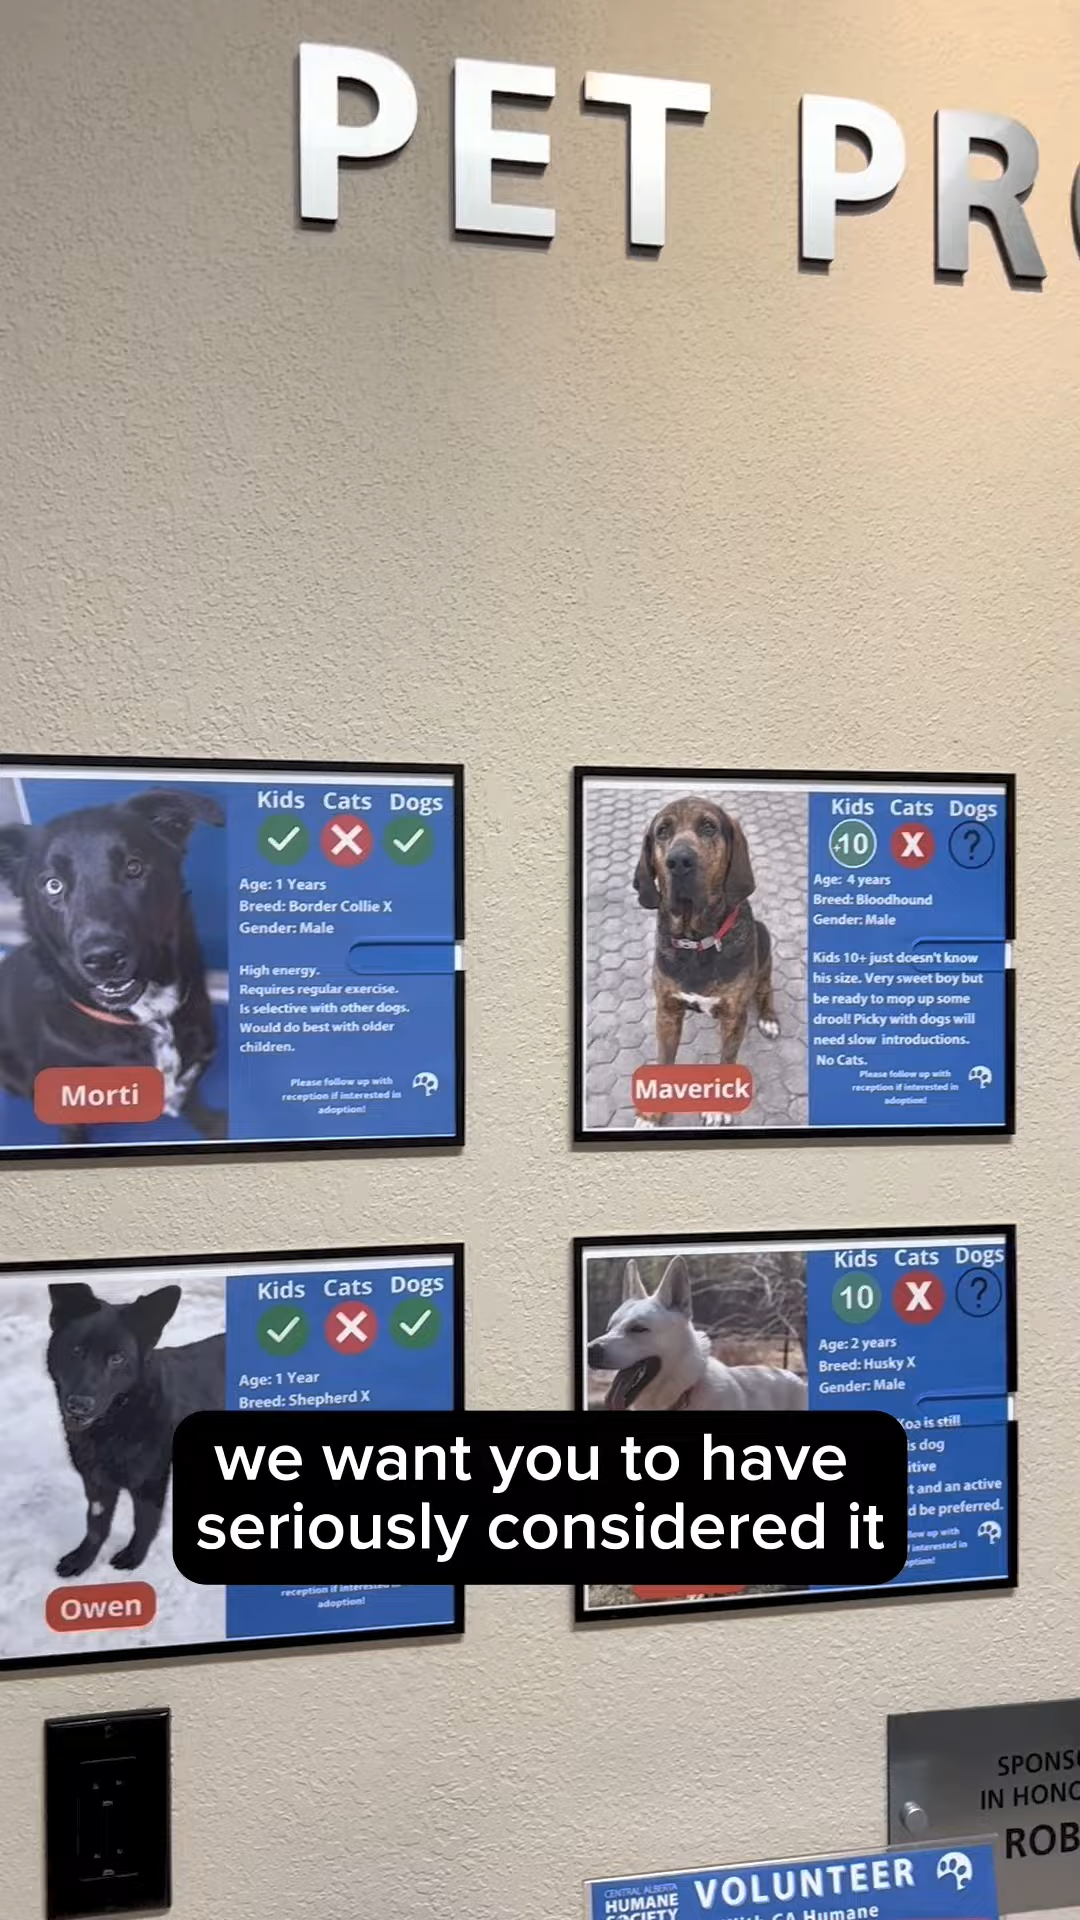 PET PR
Kids Cats Dogs
Age: 1 Years
Breed: Border Collie X
Gender: Male
High energy.
Requires regular exercise.
Is selective with other dogs.
Would do best with older
children.
Please follow up with
reception if interested in
adoption!
Morti
Kids Cats Dogs
+10 X ?
Age: 4 years
Breed: Bloodhound
Gender: Male
Kids 10+ just doesn't know
his size. Very sweet boy but
be ready to mop up some
drool! Picky with dogs will
need slow introductions.
No Cats.
Please follow up with
reception if interested in
adoption!
Maverick
Kids Cats Dogs
Age: 1 Year
Breed: Shepherd X
reception if interested
adoption!
Owen
Kids Cats Dogs
10 X ?
Age: 2 years
Breed: Husky X
Gender: Male
Koa is still
is dog
and an active
be preferred.
with
interested in
we want you to have
seriously considered it
IN
VOLUNTEER
CENTRAL ALBERTA
HUMANE
SOCIETY
CA Humane